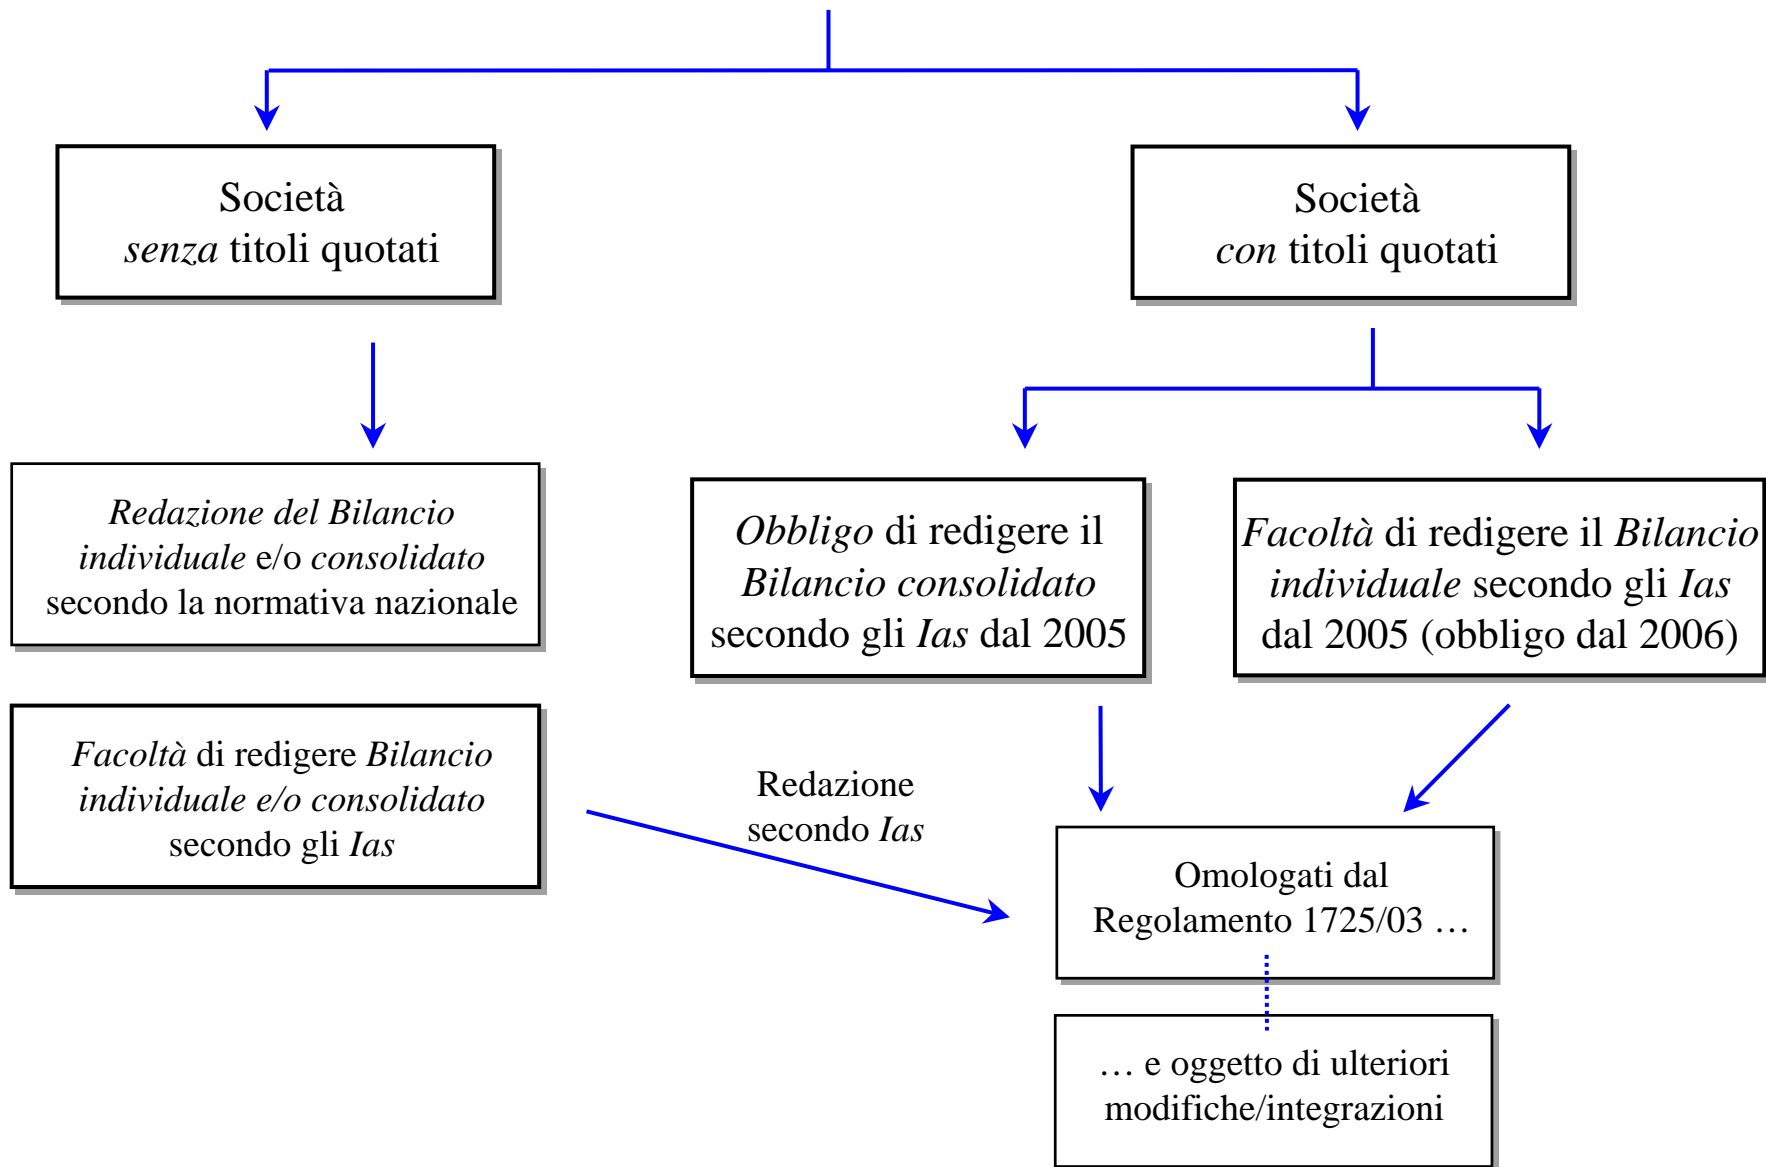 Società
senza titoli quotati
Società
con titoli quotati
Redazione del Bilancio
individuale e/o consolidato
secondo la normativa nazionale
Obbligo di redigere il
Bilancio consolidato
secondo gli Ias dal 2005
Facoltà di redigere il Bilancio
individuale secondo gli Ias
dal 2005 (obbligo dal 2006)
Facoltà di redigere Bilancio
individuale e/o consolidato
secondo gli Ias
Redazione
secondo Ias
Omologati dal
Regolamento 1725/03 …
… e oggetto di ulteriori
modifiche/integrazioni